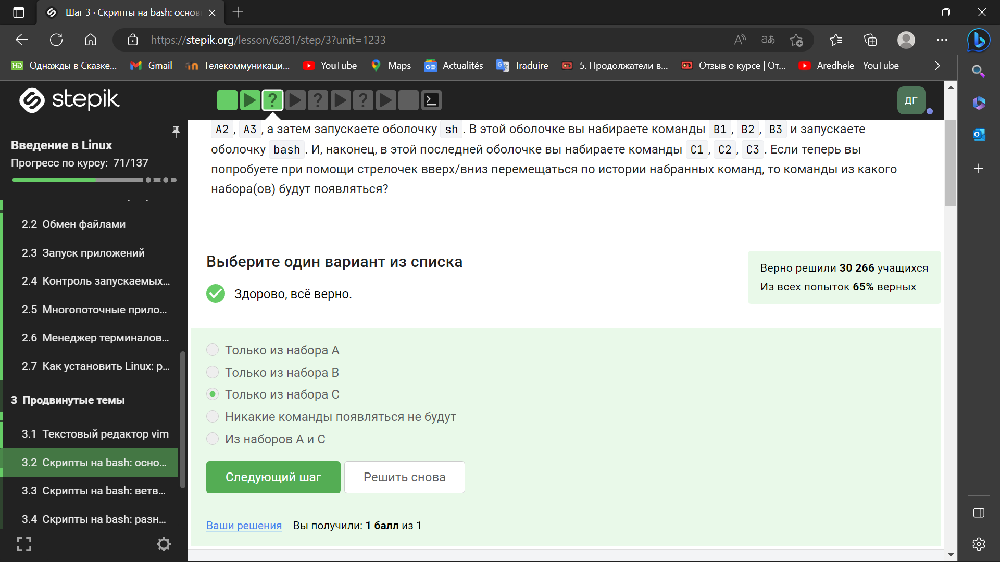 Шаг 3 · Скрипты на bash: основ
https://stepik.org/lesson/6281/step/3?unit=1233
Однажды в Сказке...
Gmail
Телекоммуникаци...
YouTube
Maps
Actualités
Traduire
5. Продолжатели в...
Отзыв о курсе | От...
Aredhele - YouTube
stepik
ДГ
Введение в Linux
Прогресс по курсу: 71/137
2.2 Обмен файлами
2.3 Запуск приложений
2.4 Контроль запускаемых...
2.5 Многопоточные прило...
2.6 Менеджер терминалов...
2.7 Как установить Linux: р...
3 Продвинутые темы
3.1 Текстовый редактор vim
3.2 Скрипты на bash: осно...
3.3 Скрипты на bash: ветв...
3.4 Скрипты на bash: разн...
A2 , A3 , а затем запускаете оболочку sh . В этой оболочке вы набираете команды B1 , B2 , B3 и запускаете
оболочку bash . И, наконец, в этой последней оболочке вы набираете команды C1 , C2 , C3 . Если теперь вы
попробуете при помощи стрелочек вверх/вниз перемещаться по истории набранных команд, то команды из какого
набора(ов) будут появляться?
Выберите один вариант из списка
Здорово, всё верно.
Верно решили 30 266 учащихся
Из всех попыток 65% верных
Только из набора A
Только из набора B
Только из набора C
Никакие команды появляться не будут
Из наборов A и C
Следующий шаг
Решить снова
Ваши решения Вы получили: 1 балл из 1